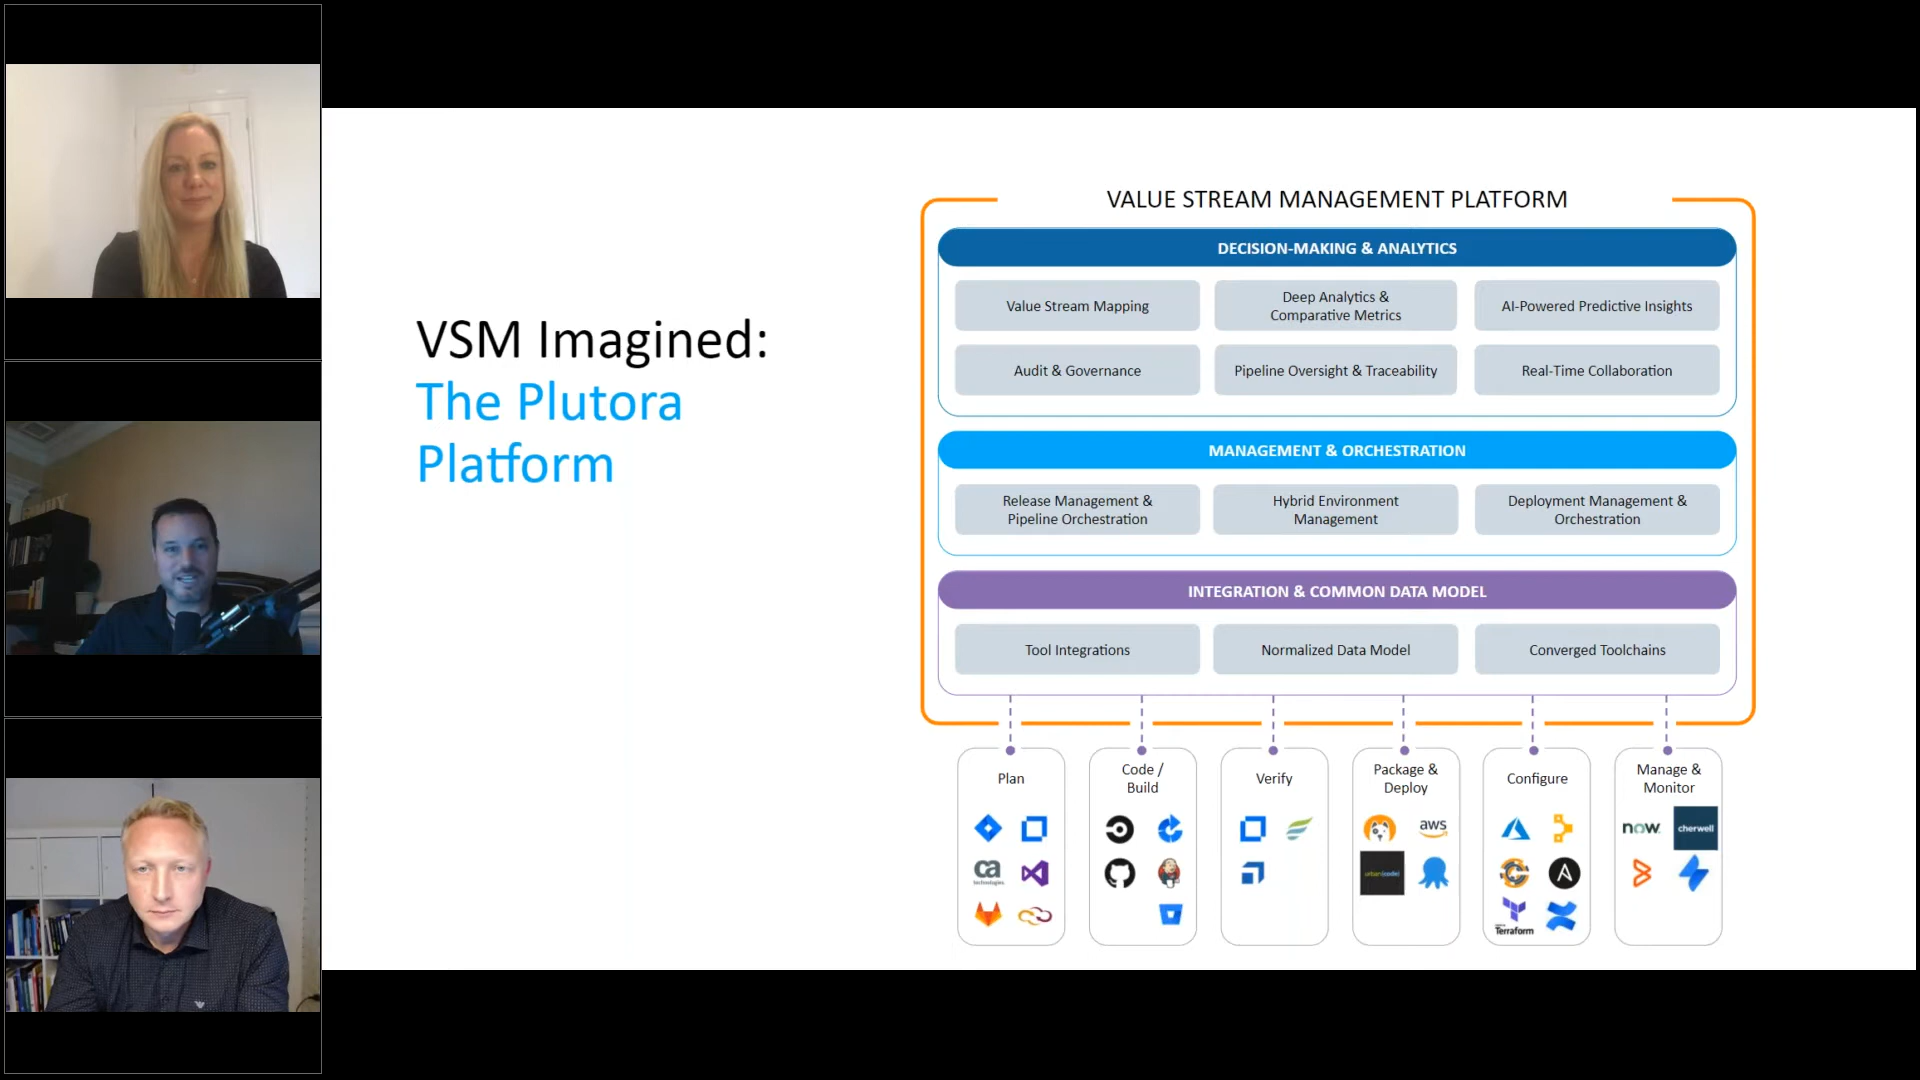 VSM Imagined:
The Plutora
Platform
VALUE STREAM MANAGEMENT PLATFORM
DECISION-MAKING & ANALYTICS
Value Stream Mapping
Deep Analytics &
Comparative Metrics
AI-Powered Predictive Insights
Audit & Governance
Pipeline Oversight & Traceability
Real-Time Collaboration
MANAGEMENT & ORCHESTRATION
Release Management &
Pipeline Orchestration
Hybrid Environment
Management
Deployment Management &
Orchestration
INTEGRATION & COMMON DATA MODEL
Tool Integrations
Normalized Data Model
Converged Toolchains
Plan
ca
technologies
Code /
Build
Verify
Package &
Deploy
aws
urban{code}
Configure
Terraform
Manage &
Monitor
now
cherwell